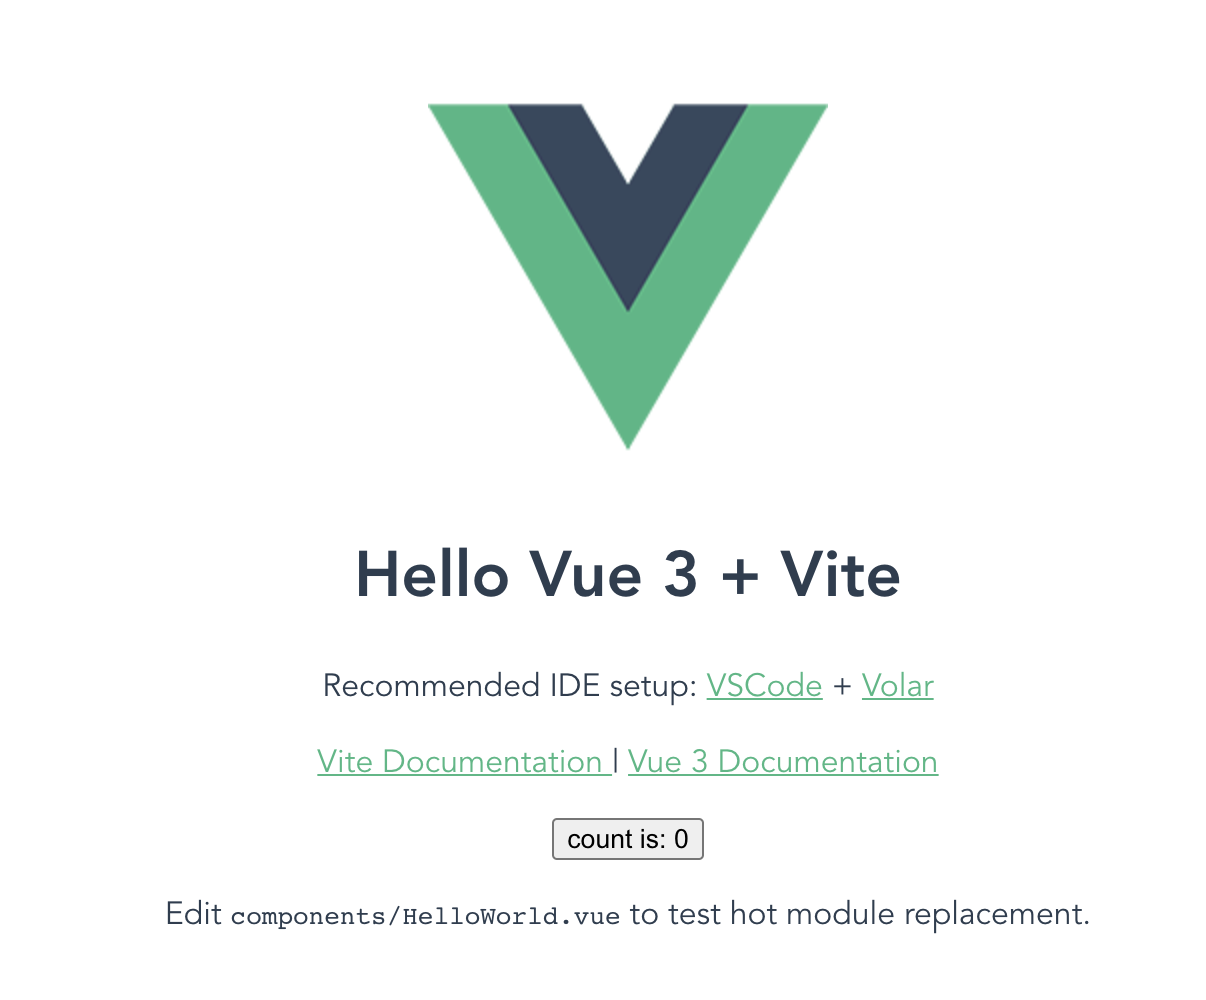 Hello Vue 3 + Vite
Recommended IDE setup: VSCode + Volar
Vite Documentation | Vue 3 Documentation
count is: 0
Edit components/HelloWorld.vue to test hot module replacement.